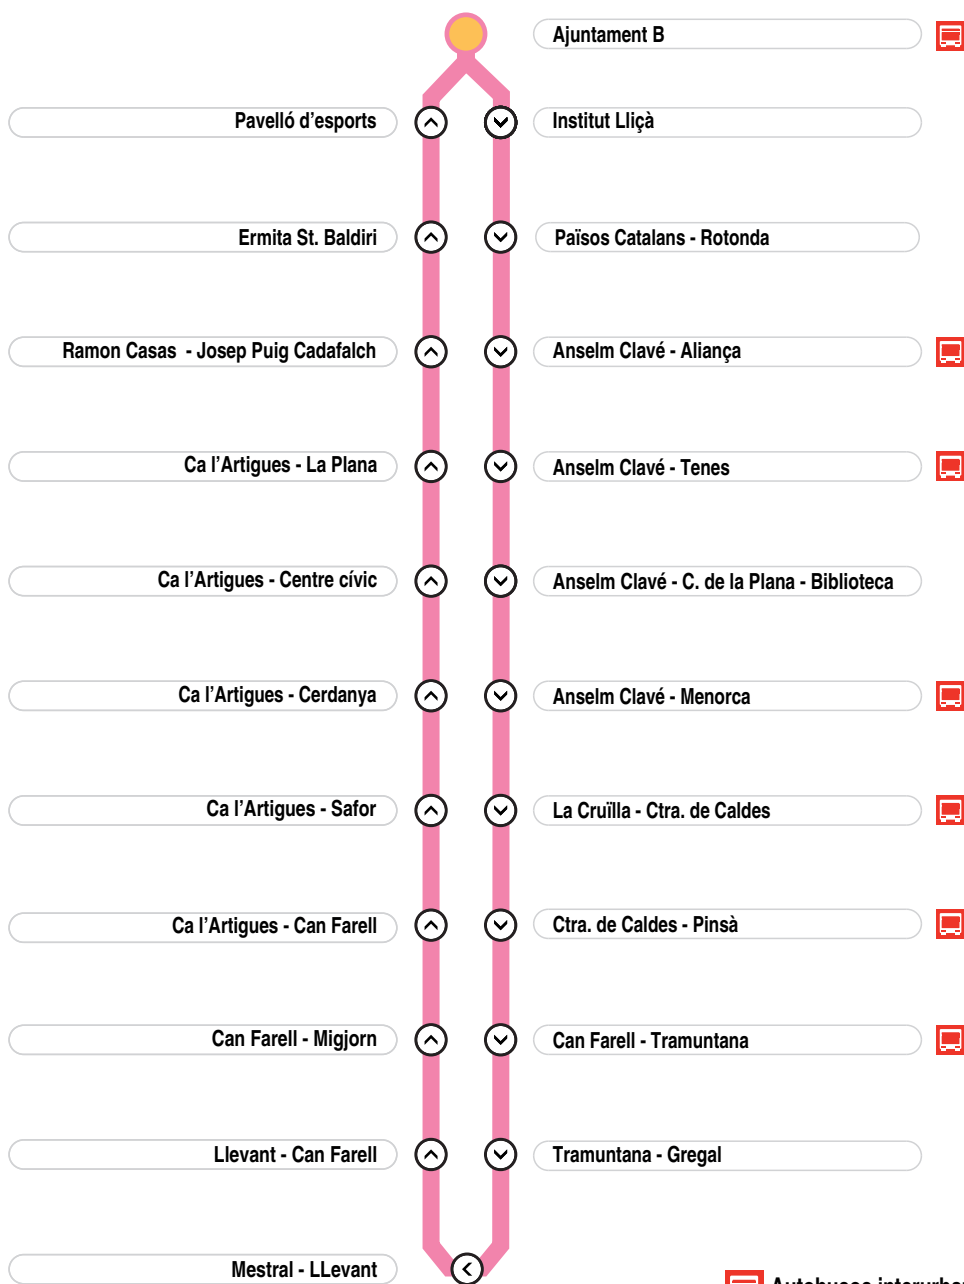 Ajuntament B
Pavelló d'esports
Institut Lliçà
Ermita St. Baldiri
Països Catalans - Rotonda
Ramon Casas - Josep Puig Cadafalch
Anselm Clavé - Aliança
Ca l'Artigues - La Plana
Anselm Clavé - Tenes
Ca l'Artigues - Centre cívic
Anselm Clavé - C. de la Plana - Biblioteca
Ca l'Artigues - Cerdanya
Anselm Clavé - Menorca
Ca l'Artigues - Safor
La Cruïlla - Ctra. de Caldes
Ca l'Artigues - Can Farell
Ctra. de Caldes - Pinsà
Can Farell - Migjorn
Can Farell - Tramuntana
Llevant - Can Farell
Tramuntana - Gregal
Mestral - LLevant
Autobusos